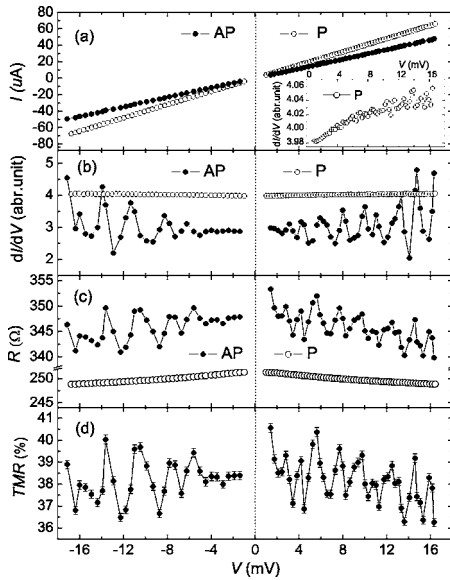 80
60
40
20
0
-20
-40
-60
-80
I (uA)
(a)
AP
P
V (mV)
0 4 8 12 16
4.06
4.04
4.02
4.00
3.98
dI/dV (abr.unit)
P
5
4
3
2
dI/dV (abr.unit)
(b)
AP
P
355
350
345
340
250
245
R (Ω)
(c)
AP
P
41
40
39
38
37
36
35
TMR (%)
(d)
-16 -12 -8 -4 0 4 8 12 16
V (mV)